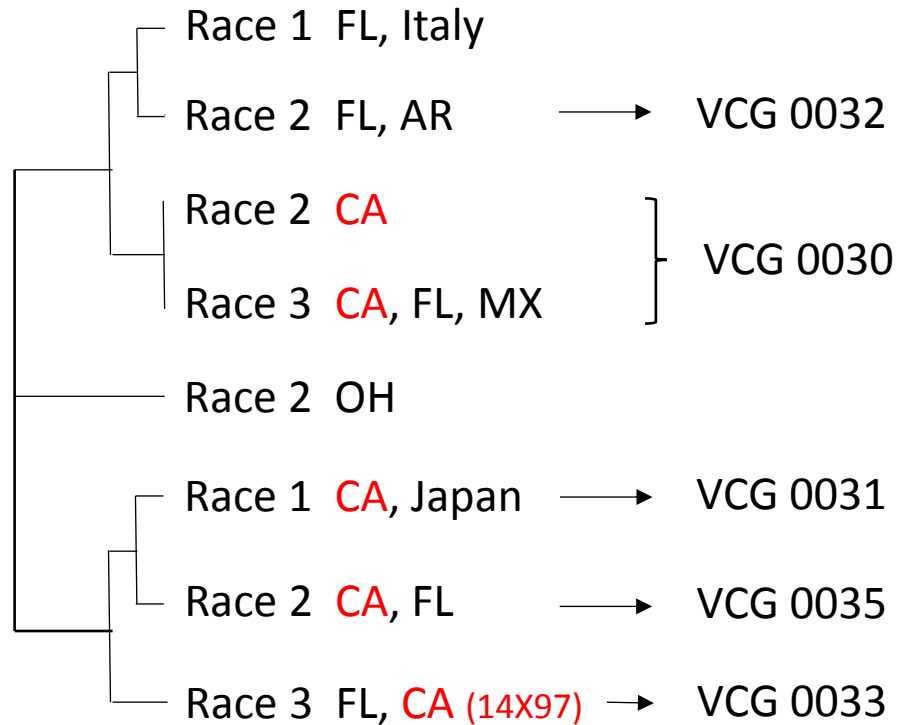 Race 1 FL, Italy
Race 2 FL, AR VCG 0032
Race 2 CA
VCG 0030
Race 3 CA, FL, MX
Race 2 OH
Race 1 CA, Japan VCG 0031
Race 2 CA, FL VCG 0035
Race 3 FL, CA (14X97) VCG 0033